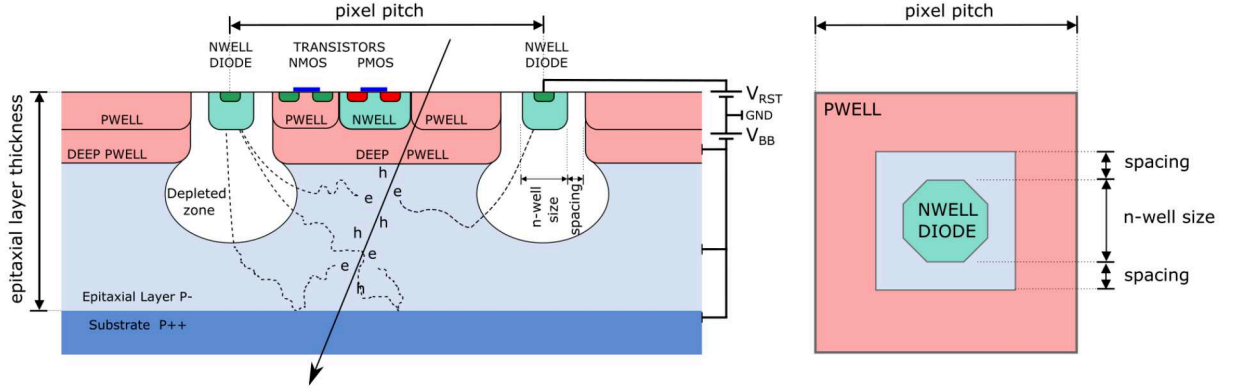 pixel pitch
NWELL
DIODE
TRANSISTORS
NMOS PMOS
NWELL
DIODE
epitaxial layer thickness
PWELL
PWELL
NWELL
PWELL
DEEP PWELL
DEEP PWELL
Depleted
zone
h
e
e
h
h
e
e
h
n-well
size
spacing
V_RST
GND
V_BB
Epitaxial Layer P-
Substrate P++
pixel pitch
PWELL
NWELL
DIODE
spacing
n-well size
spacing